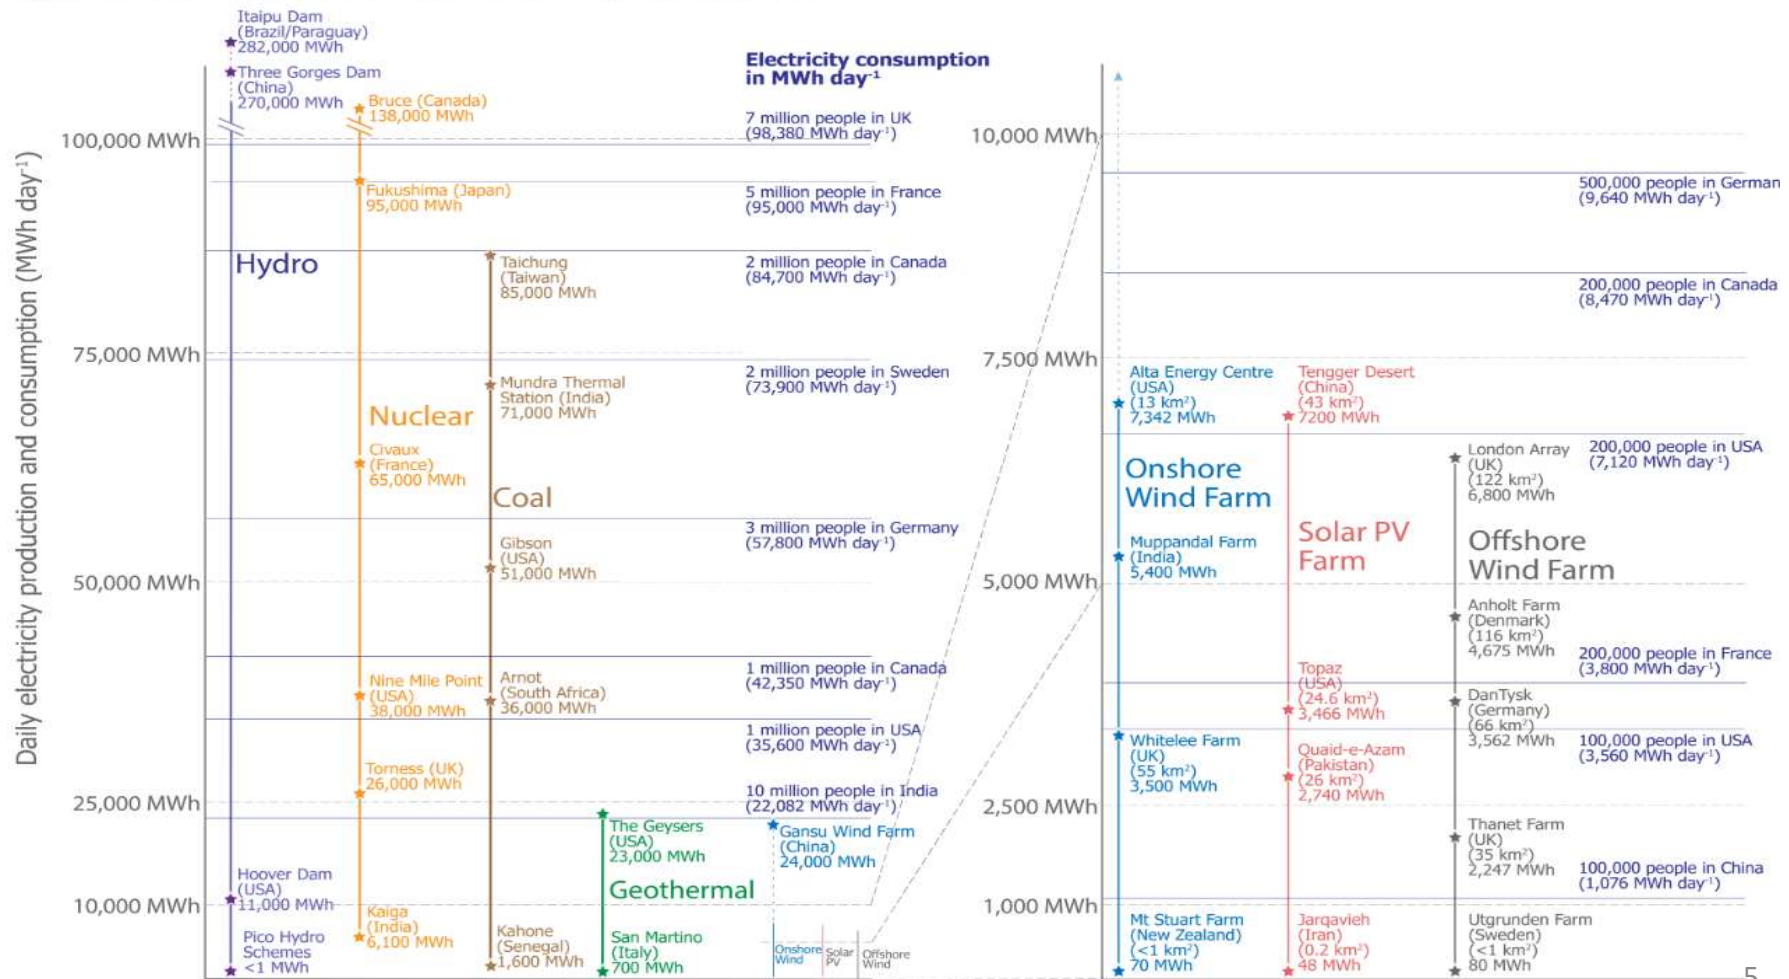 Daily electricity production and consumption (MWh day⁻¹)
100,000 MWh
75,000 MWh
50,000 MWh
25,000 MWh
10,000 MWh
Itaipu Dam
(Brazil/Paraguay)
282,000 MWh
Three Gorges Dam
(China)
270,000 MWh
Hydro
Hoover Dam
(USA)
11,000 MWh
Pico Hydro
Schemes
<1 MWh
Bruce (Canada)
138,000 MWh
Fukushima (Japan)
95,000 MWh
Nuclear
Civaux
(France)
65,000 MWh
Nine Mile Point
(USA)
38,000 MWh
Torness (UK)
26,000 MWh
Kaiga
(India)
6,100 MWh
Taichung
(Taiwan)
85,000 MWh
Mundra Thermal
Station (India)
71,000 MWh
Coal
Gibson
(USA)
51,000 MWh
Arnot
(South Africa)
36,000 MWh
Kahone
(Senegal)
1,600 MWh
The Geysers
(USA)
23,000 MWh
Geothermal
San Martino
(Italy)
700 MWh
Electricity consumption
in MWh day⁻¹
7 million people in UK
(98,380 MWh day⁻¹)
5 million people in France
(95,000 MWh day⁻¹)
2 million people in Canada
(84,700 MWh day⁻¹)
2 million people in Sweden
(73,900 MWh day⁻¹)
3 million people in Germany
(57,800 MWh day⁻¹)
1 million people in Canada
(42,350 MWh day⁻¹)
1 million people in USA
(35,600 MWh day⁻¹)
10 million people in India
(22,082 MWh day⁻¹)
Gansu Wind Farm
(China)
24,000 MWh
Onshore
Wind
Solar
PV
Offshore
Wind
10,000 MWh
7,500 MWh
5,000 MWh
2,500 MWh
1,000 MWh
Alta Energy Centre
(USA)
(13 km²)
7,342 MWh
Onshore
Wind Farm
Muppandal Farm
(India)
5,400 MWh
Whitelee Farm
(UK)
(55 km²)
3,500 MWh
Mt Stuart Farm
(New Zealand)
(<1 km²)
70 MWh
Tengger Desert
(China)
(43 km²)
7200 MWh
Solar PV
Farm
Topaz
(USA)
(24.6 km²)
3,466 MWh
Quaid-e-Azam
(Pakistan)
(26 km²)
2,740 MWh
Jarqavieh
(Iran)
(0.2 km²)
48 MWh
London Array
(UK)
(122 km²)
6,800 MWh
Offshore
Wind Farm
Anholt Farm
(Denmark)
(116 km²)
4,675 MWh
DanTysk
(Germany)
(66 km²)
3,562 MWh
Thanet Farm
(UK)
(35 km²)
2,247 MWh
Utgrunden Farm
(Sweden)
(<1 km²)
80 MWh
500,000 people in German
(9,640 MWh day⁻¹)
200,000 people in Canada
(8,470 MWh day⁻¹)
200,000 people in USA
(7,120 MWh day⁻¹)
200,000 people in France
(3,800 MWh day⁻¹)
100,000 people in USA
(3,560 MWh day⁻¹)
100,000 people in China
(1,076 MWh day⁻¹)
5